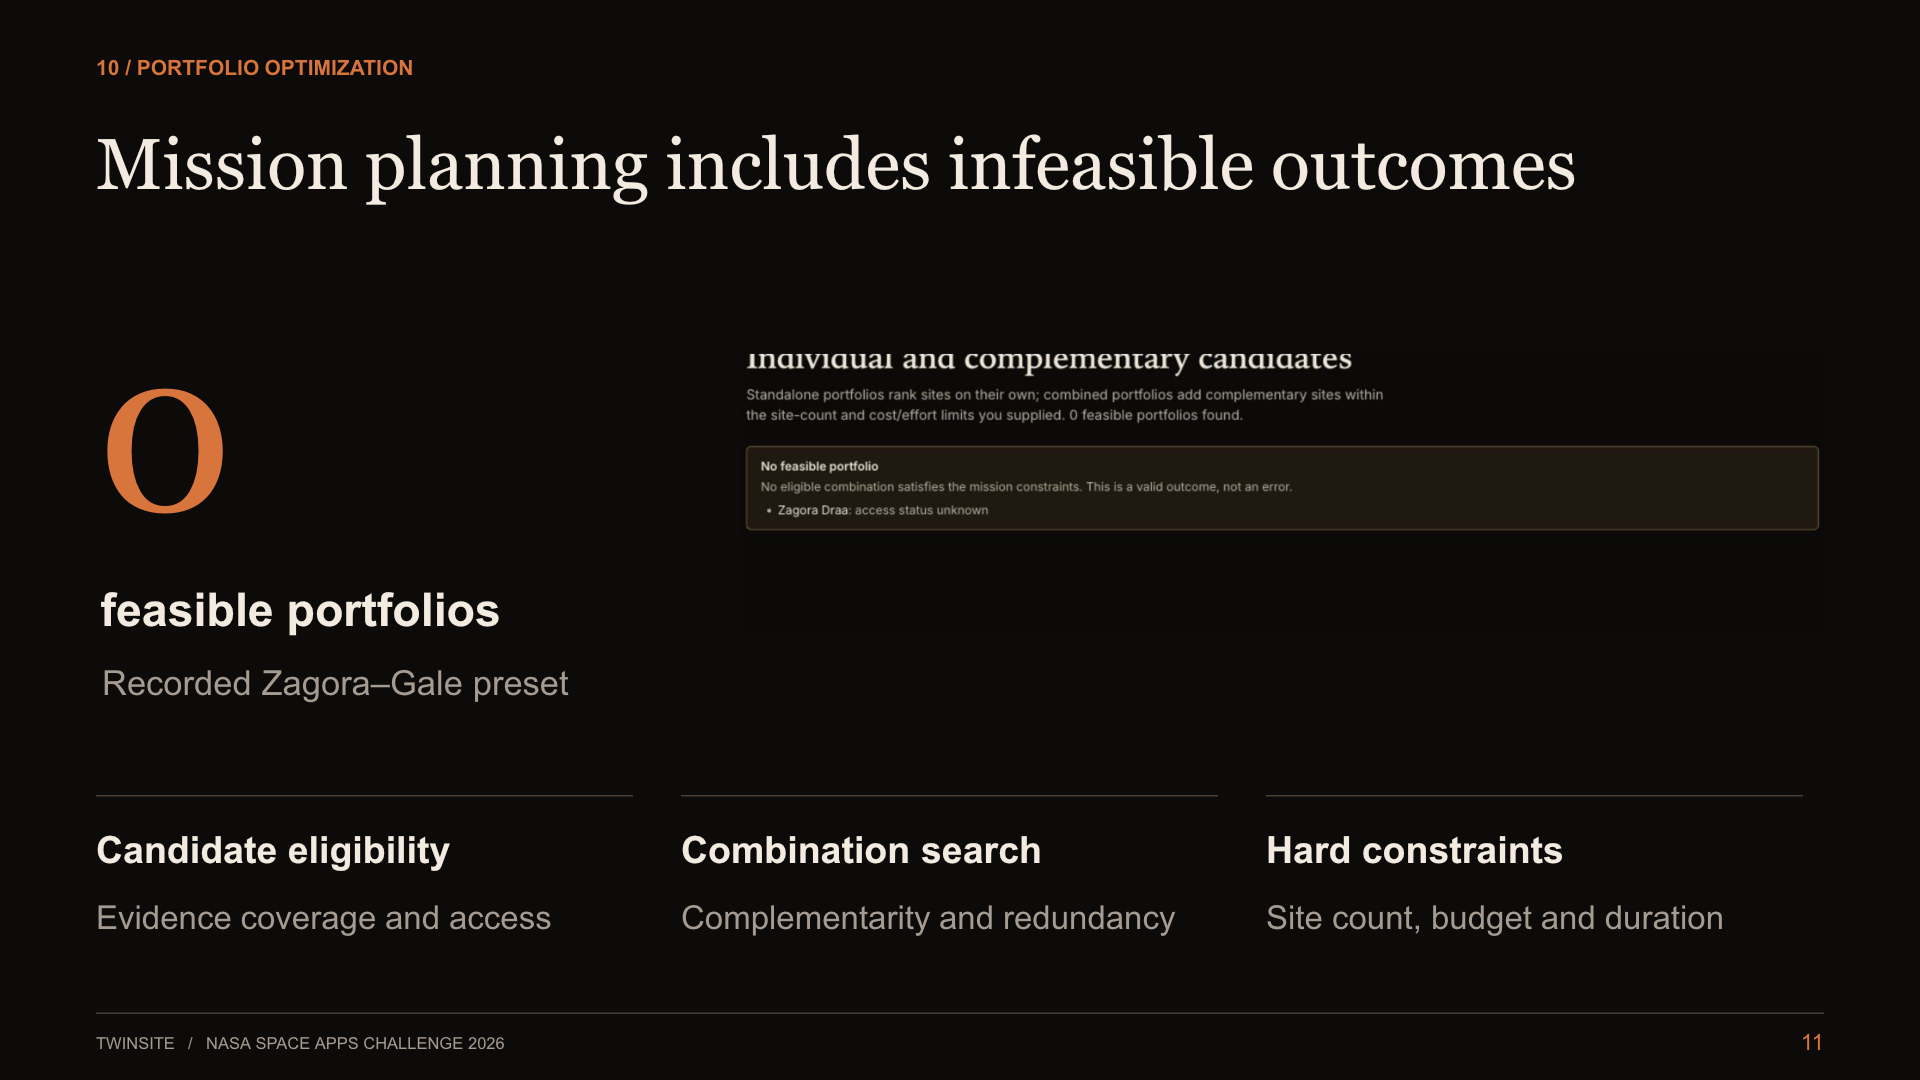 10 / PORTFOLIO OPTIMIZATION
Mission planning includes infeasible outcomes
0
feasible portfolios
Recorded Zagora–Gale preset
Individual and complementary candidates
Standalone portfolios rank sites on their own; combined portfolios add complementary sites within
the site-count and cost/effort limits you supplied. 0 feasible portfolios found.
No feasible portfolio
No eligible combination satisfies the mission constraints. This is a valid outcome, not an error.
• Zagora Draa: access status unknown
Candidate eligibility
Evidence coverage and access
Combination search
Complementarity and redundancy
Hard constraints
Site count, budget and duration
TWINSITE / NASA SPACE APPS CHALLENGE 2026
11